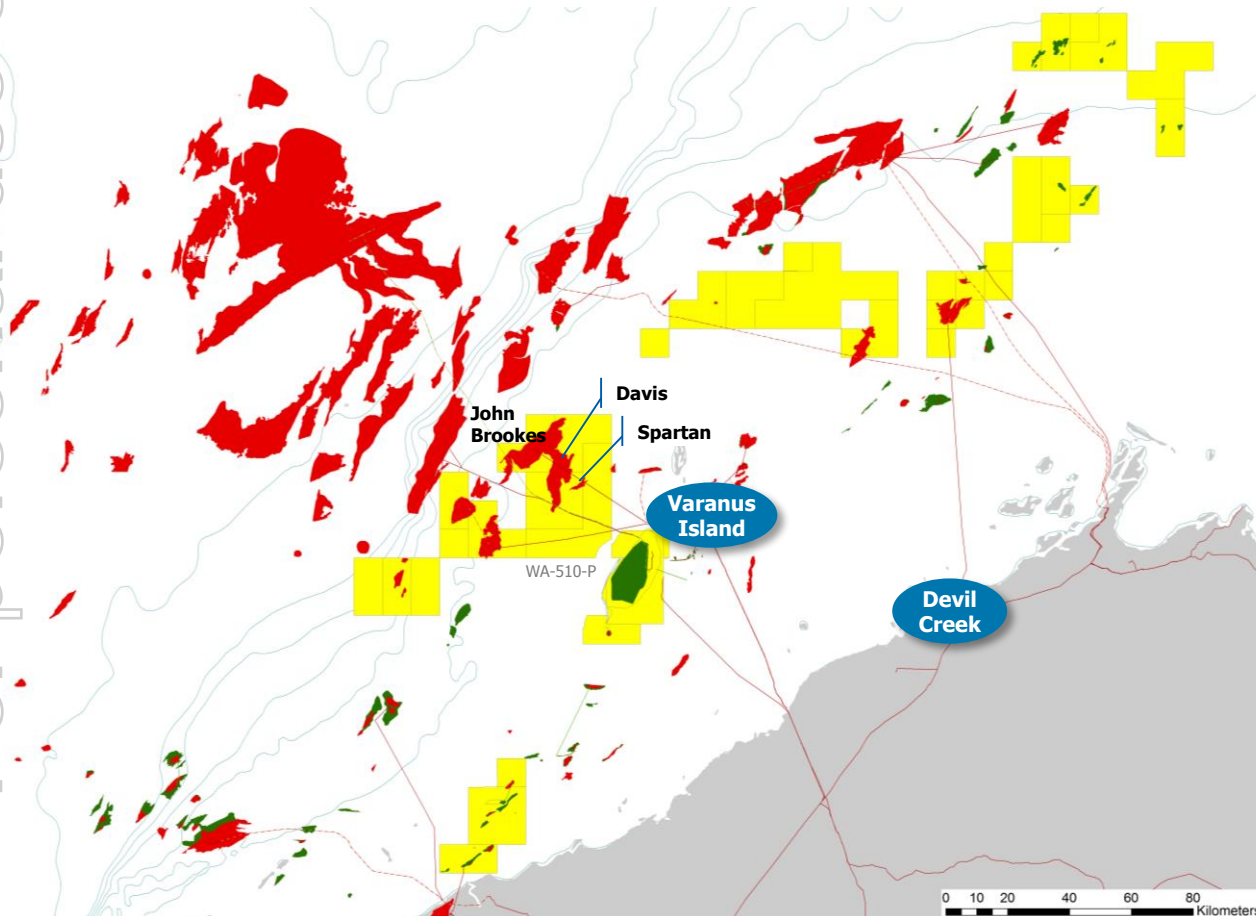 Davis
John
Brookes
Spartan
Varanus
Island
WA-510-P
Devil
Creek
0 10 20 40 60 80
Kilometers